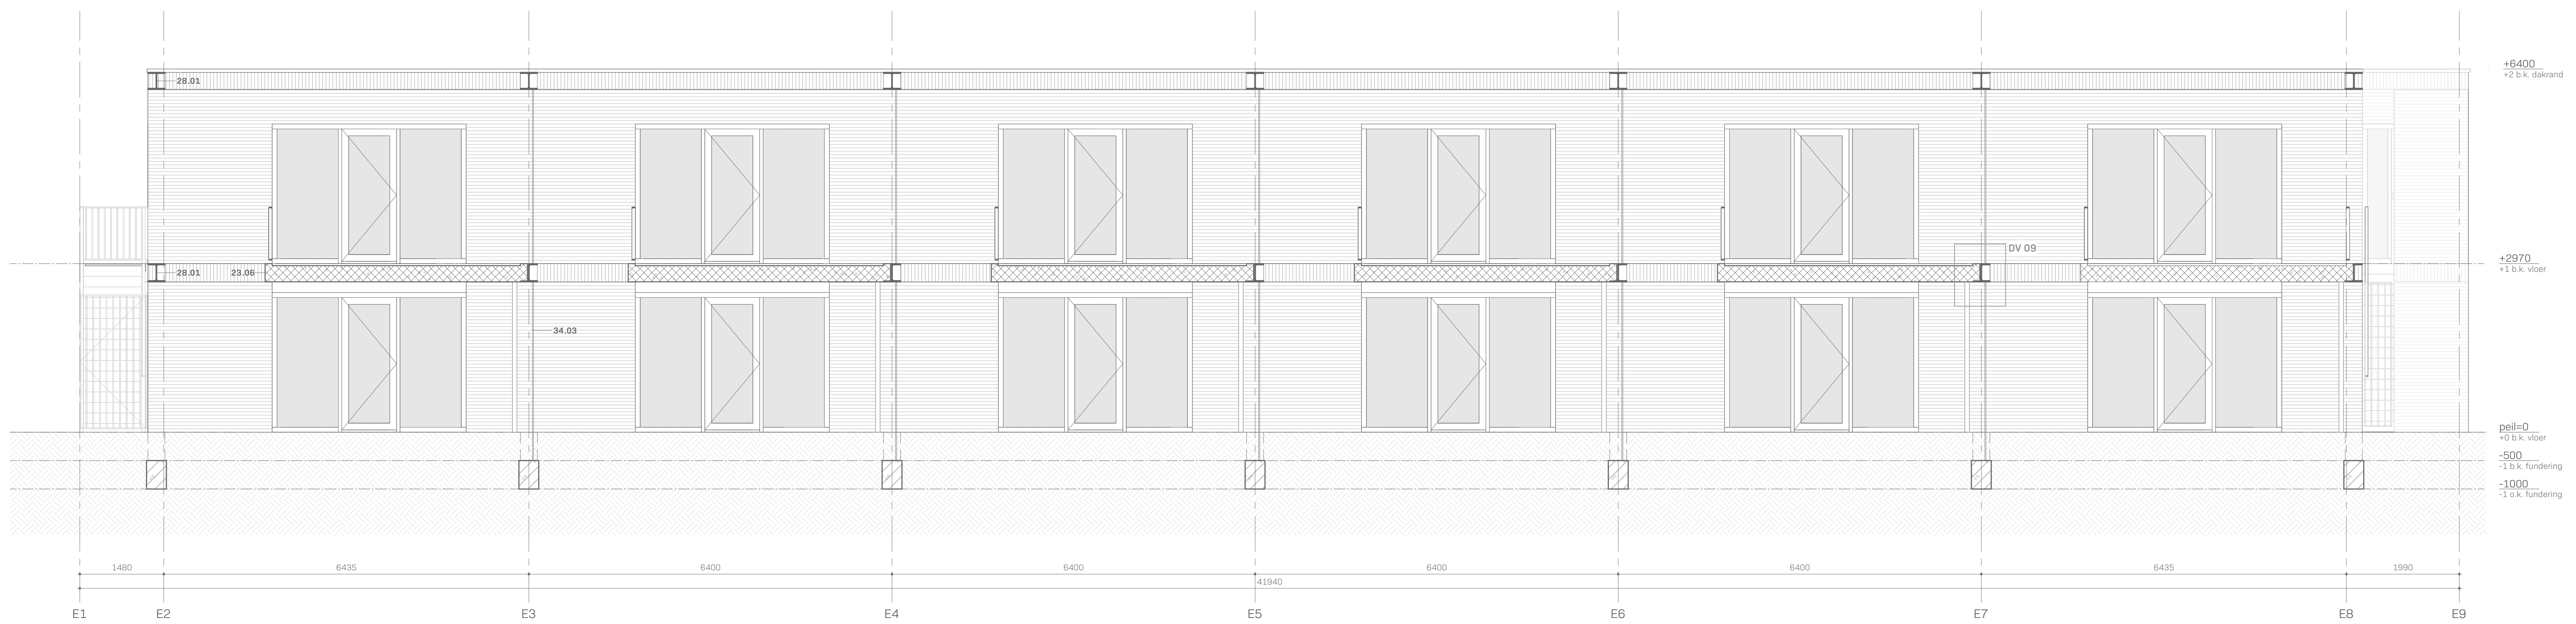 28.01
+6400
+2 b.k. dakrand
DV 09
28.01
23.06
+2970
+1 b.k. vloer
34.03
peil=0
+0 b.k. vloer
-500
-1 b.k. fundering
-1000
-1 o.k. fundering
1480
6435
6400
6400
6400
6400
6435
1990
41940
E1
E2
E3
E4
E5
E6
E7
E8
E9